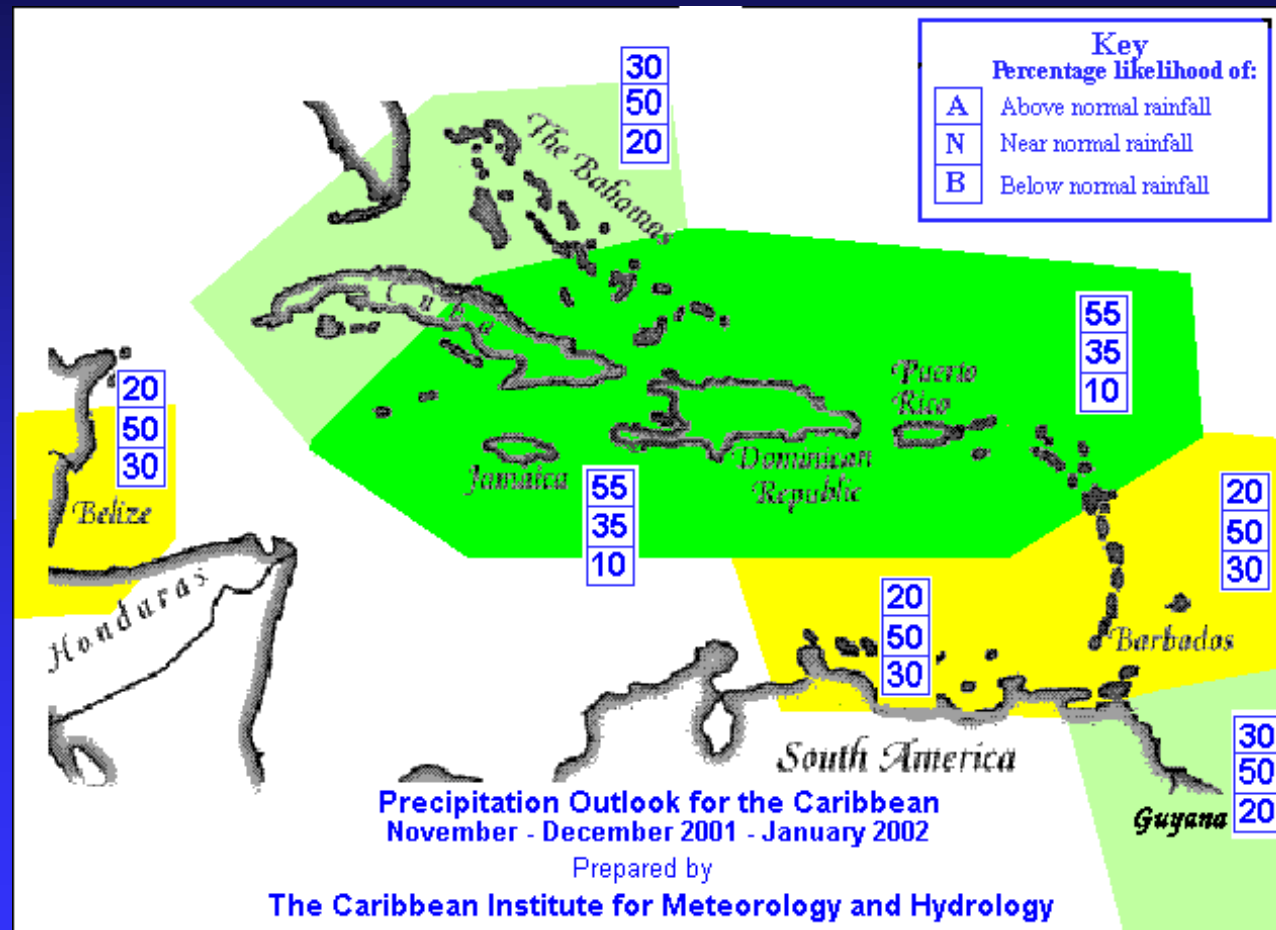 Key
Percentage likelihood of:
A Above normal rainfall
N Near normal rainfall
B Below normal rainfall
30
50
20
The Bahamas
Cuba
55
35
10
Puerto
Rico
20
50
30
Belize
Jamaica
Dominican
Republic
55
35
10
20
50
30
Honduras
20
50
30
Barbados
South America
30
50
20
Guyana
Precipitation Outlook for the Caribbean
November - December 2001 - January 2002
Prepared by
The Caribbean Institute for Meteorology and Hydrology